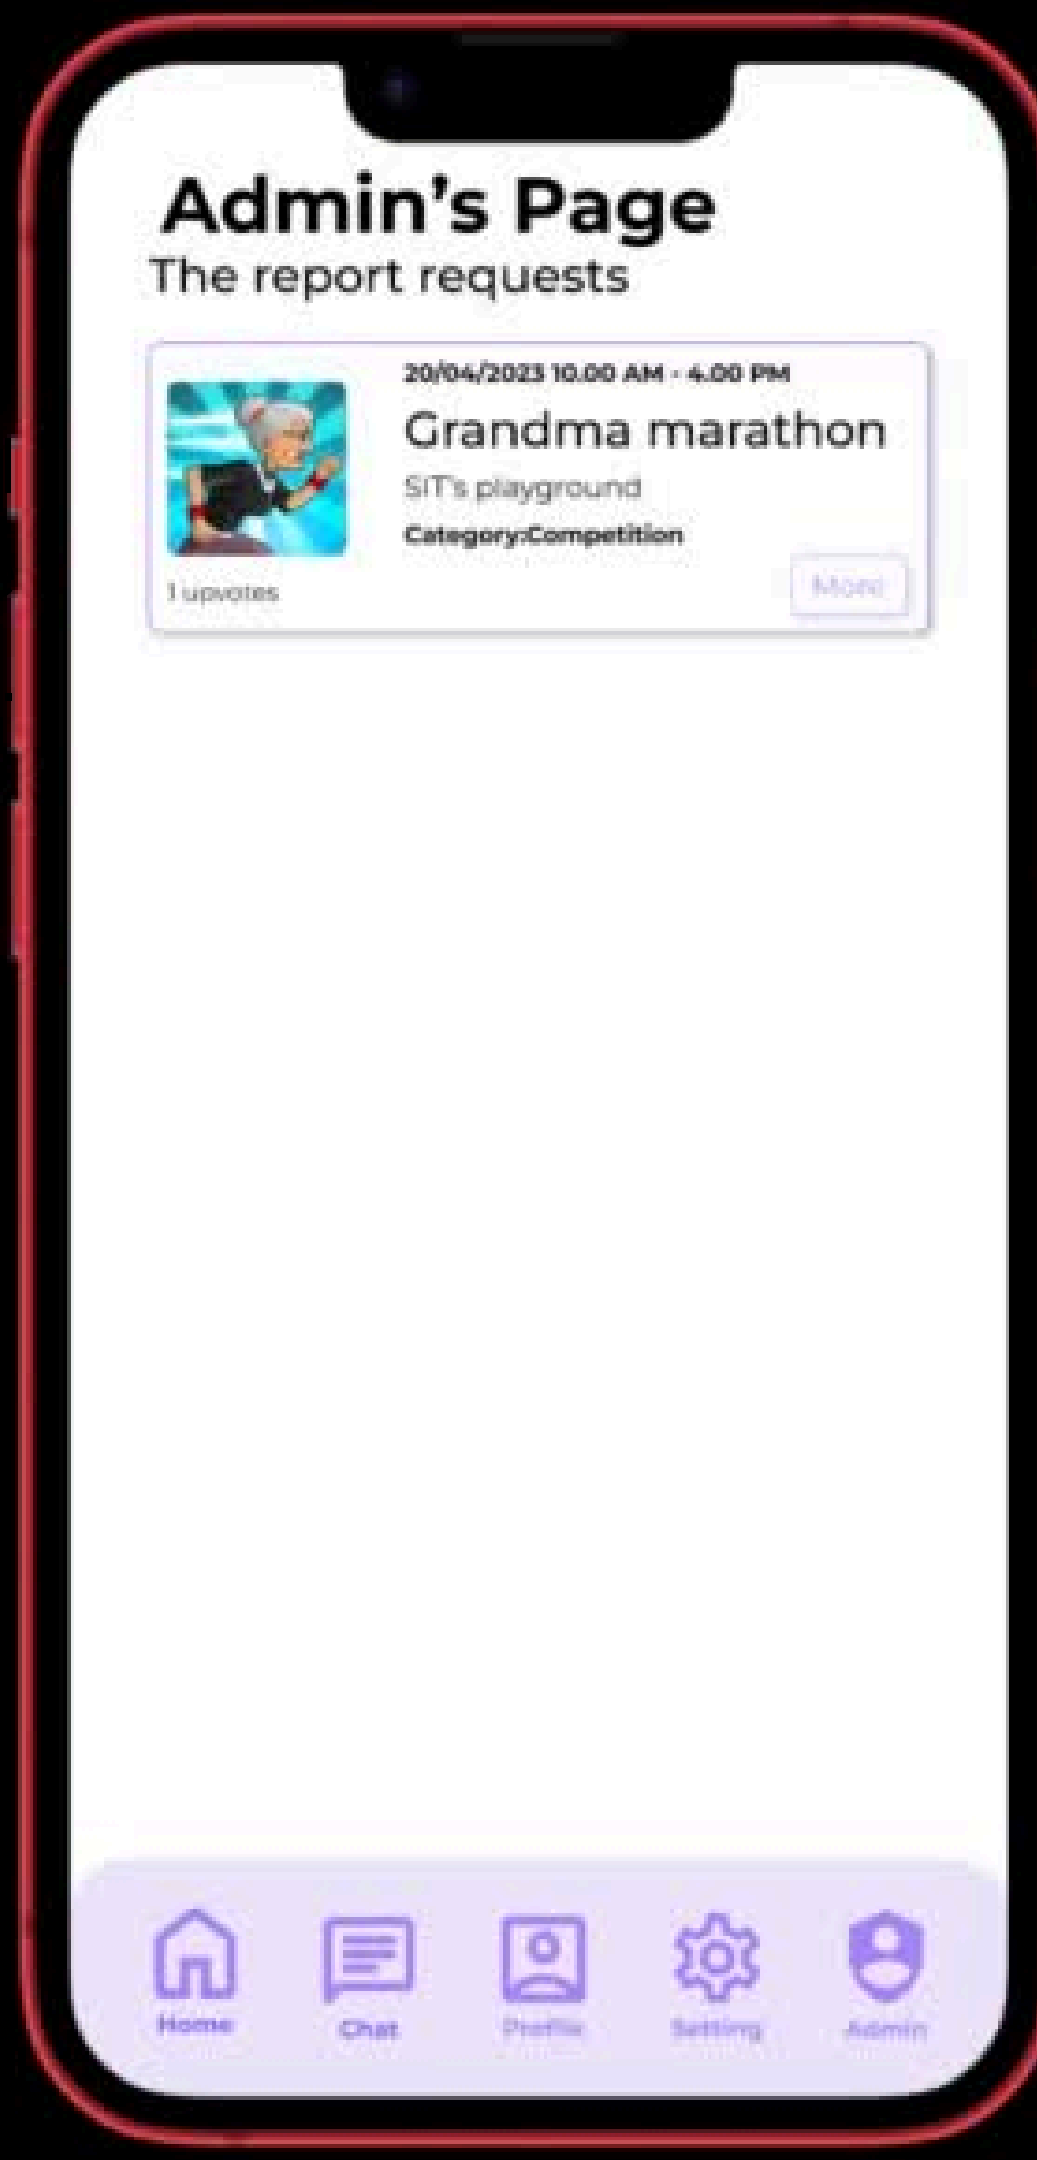 Admin's Page
The report requests
20/04/2023 10.00 AM - 4.00 PM
Grandma marathon
SIT's playground
Category:Competition
1 upvotes
More
Home
Chat
Profile
Setting
Admin